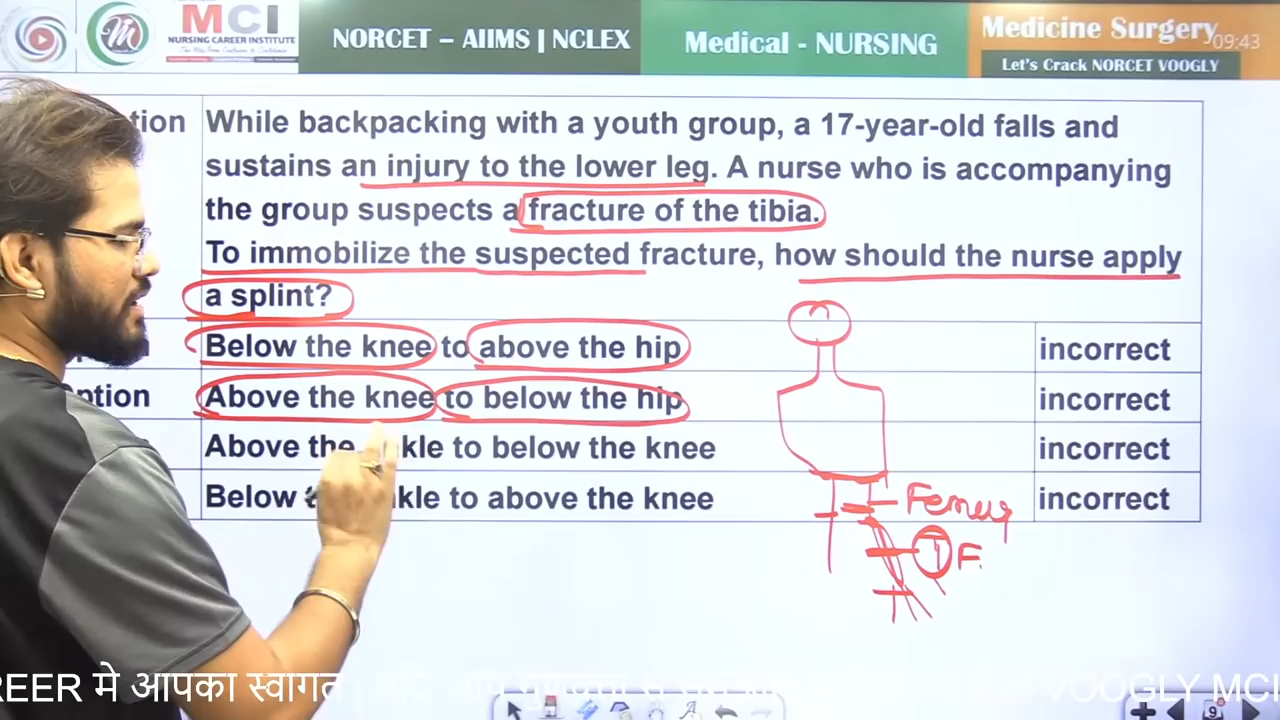 MCI
NURSING CAREER INSTITUTE
NORCET – AIIMS | NCLEX
Medical - NURSING
Medicine Surgery
09:43
Let's Crack NORCET VOOGLY
tion
While backpacking with a youth group, a 17-year-old falls and
sustains an injury to the lower leg. A nurse who is accompanying
the group suspects a fracture of the tibia.
To immobilize the suspected fracture, how should the nurse apply
a splint?
Below the knee to above the hip
incorrect
ption
Above the knee to below the hip
incorrect
Above the kle to below the knee
incorrect
Below kle to above the knee
incorrect
Femur
T F.
REER मे आपका स्वागत
VOOGLY MCI
9